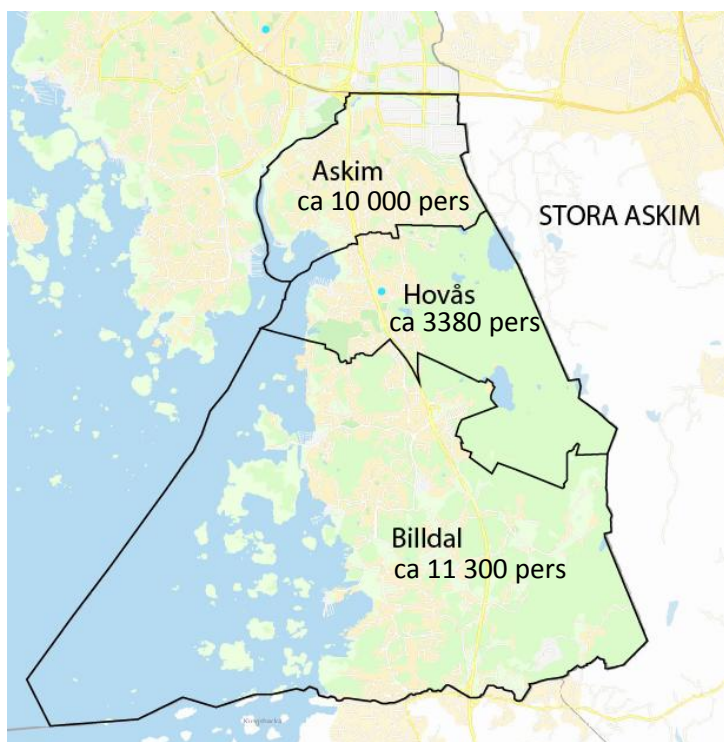 Askim
ca 10 000 pers
STORA ASKIM
Hovås
ca 3380 pers
Billdal
ca 11 300 pers